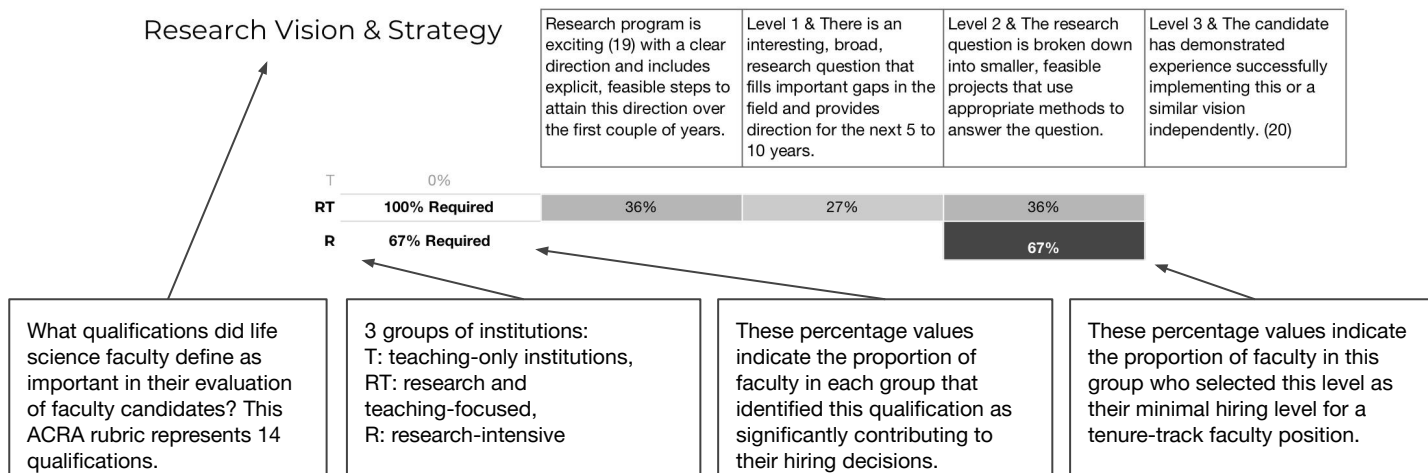 Research Vision & Strategy
Research program is
exciting (19) with a clear
direction and includes
explicit, feasible steps to
attain this direction over
the first couple of years.
Level 1 & There is an
interesting, broad,
research question that
fills important gaps in the
field and provides
direction for the next 5 to
10 years.
Level 2 & The research
question is broken down
into smaller, feasible
projects that use
appropriate methods to
answer the question.
Level 3 & The candidate
has demonstrated
experience successfully
implementing this or a
similar vision
independently. (20)
T 0%
RT 100% Required 36% 27% 36%
R 67% Required 67%
What qualifications did life
science faculty define as
important in their evaluation
of faculty candidates? This
ACRA rubric represents 14
qualifications.
3 groups of institutions:
T: teaching-only institutions,
RT: research and
teaching-focused,
R: research-intensive
These percentage values
indicate the proportion of
faculty in each group that
identified this qualification as
significantly contributing to
their hiring decisions.
These percentage values indicate
the proportion of faculty in this
group who selected this level as
their minimal hiring level for a
tenure-track faculty position.